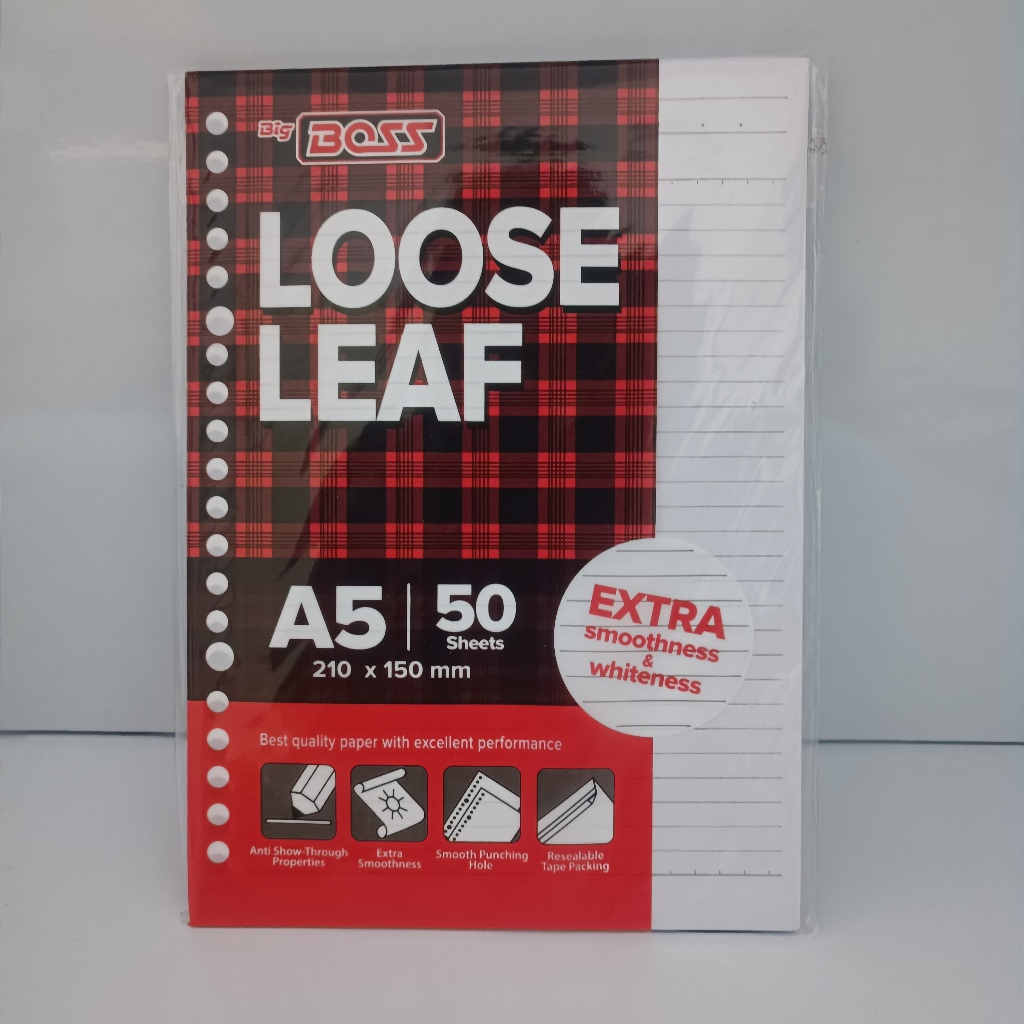 Big BOSS
LOOSE
LEAF
A5 | 50
Sheets
210 x 150 mm
EXTRA
smoothness
&
whiteness
Best quality paper with excellent performance
Anti Show-Through
Properties
Extra
Smoothness
Smooth Punching
Hole
Resealable
Tape Packing